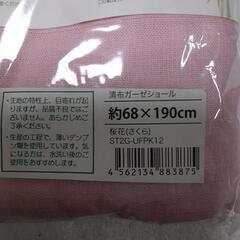 ・生地の特性上、目寄れが起こ
りますが、品質不良ではござい
ません。あらかじめご
了承ください。
・生産の工程で、薄いデンプ
ン糊を使用しています。気
になる方は、水洗い後のご
使用をおすすめします。
清布ガーゼショール
約68×190cm
桜花(さくら)
ST2G-UFPK12
4562134883875